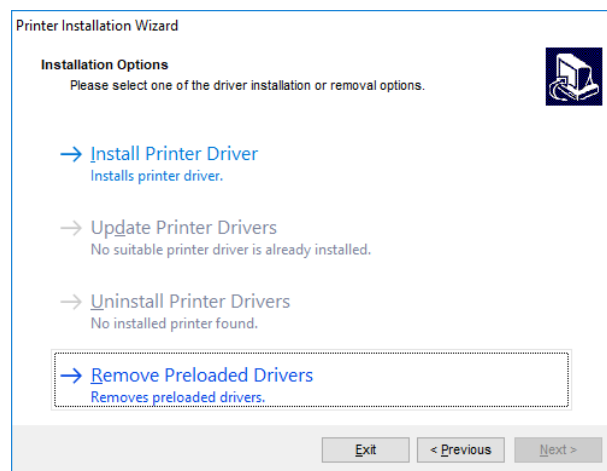 Printer Installation Wizard
Installation Options
Please select one of the driver installation or removal options.
Install Printer Driver
Installs printer driver.
Update Printer Drivers
No suitable printer driver is already installed.
Uninstall Printer Drivers
No installed printer found.
Remove Preloaded Drivers
Removes preloaded drivers.
Exit
< Previous
Next >